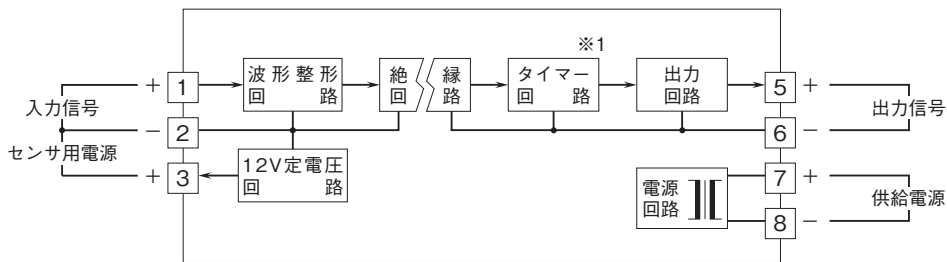 ※1
波形整形
回 路
絶
回
縁
路
タイマー
回 路
出力
回路
+ 1
5 +
入力信号
出力信号
- 2
6 -
センサ用電源
12V定電圧
回 路
+ 3
7 +
電源
回路
供給電源
8 -